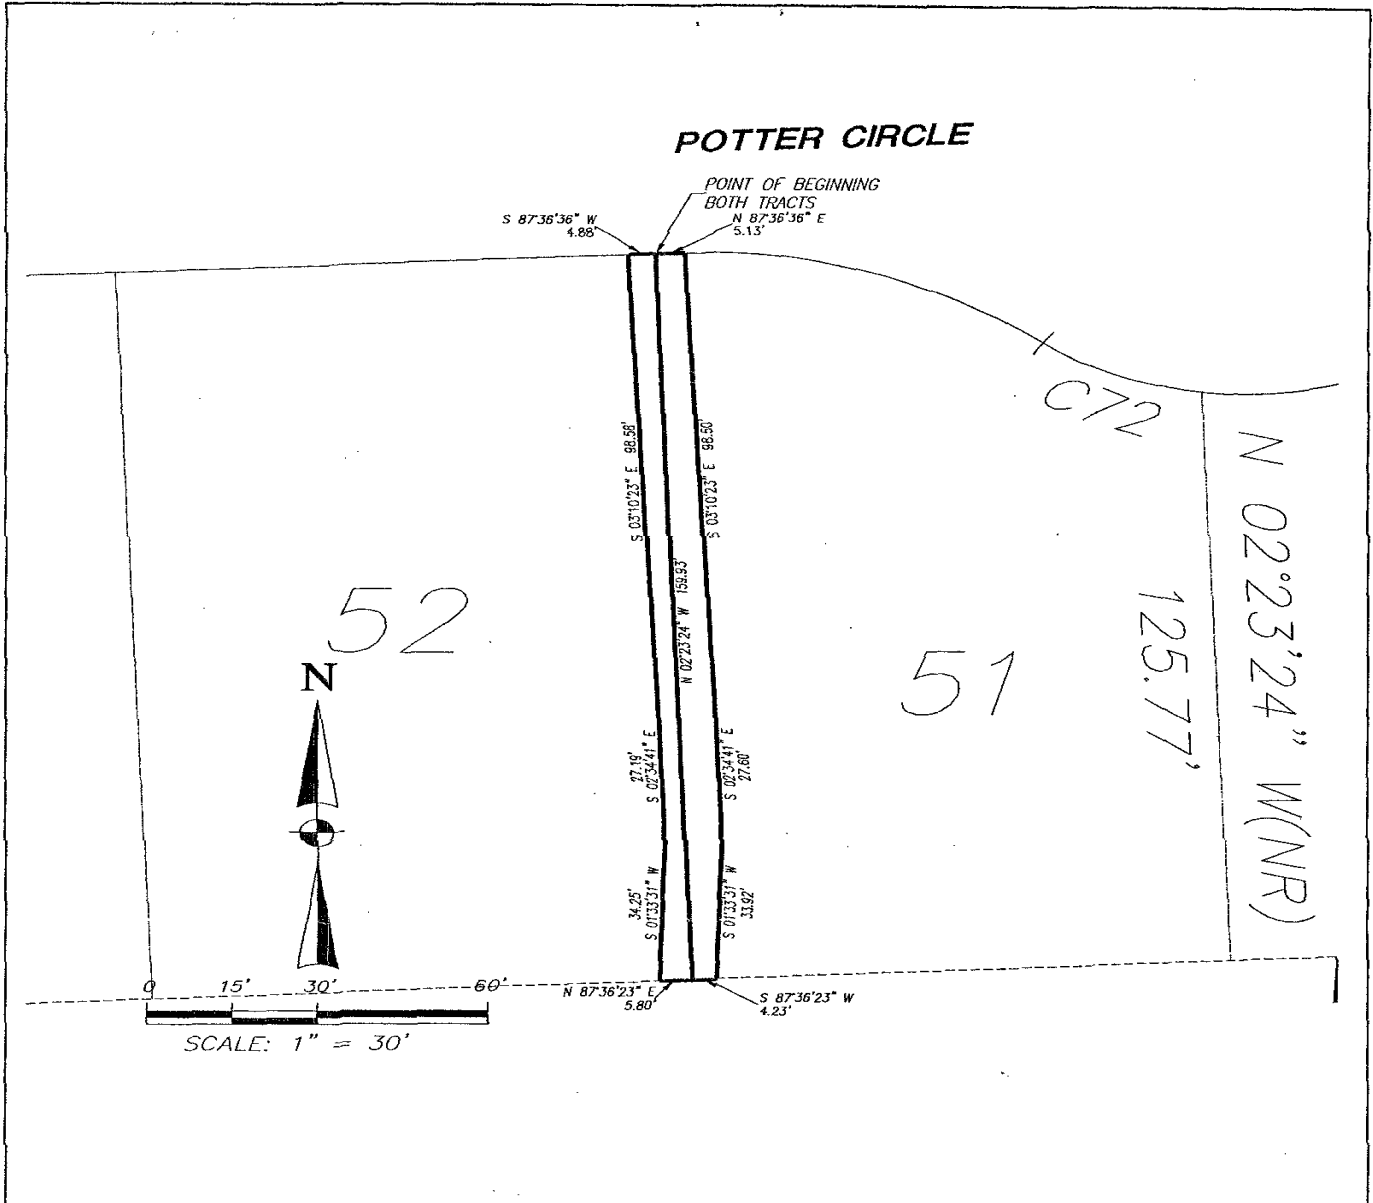 POTTER CIRCLE
POINT OF BEGINNING
BOTH TRACTS
S 87°36'36" W
4.88'
N 87°36'36" E
5.13'
C72
S 03°10'23" E 98.58'
S 03°10'23" E 98.50'
N 02°23'24" W 159.93'
N 02°23'24" W(NR)
125.77'
52
51
N
27.19'
S 02°34'41" E
S 02°34'41" E
27.60'
34.25'
S 01°33'31" W
S 01°33'31" W
33.92'
0 15' 30' 60'
SCALE: 1" = 30'
N 87°36'23" E
5.80'
S 87°36'23" W
4.23'